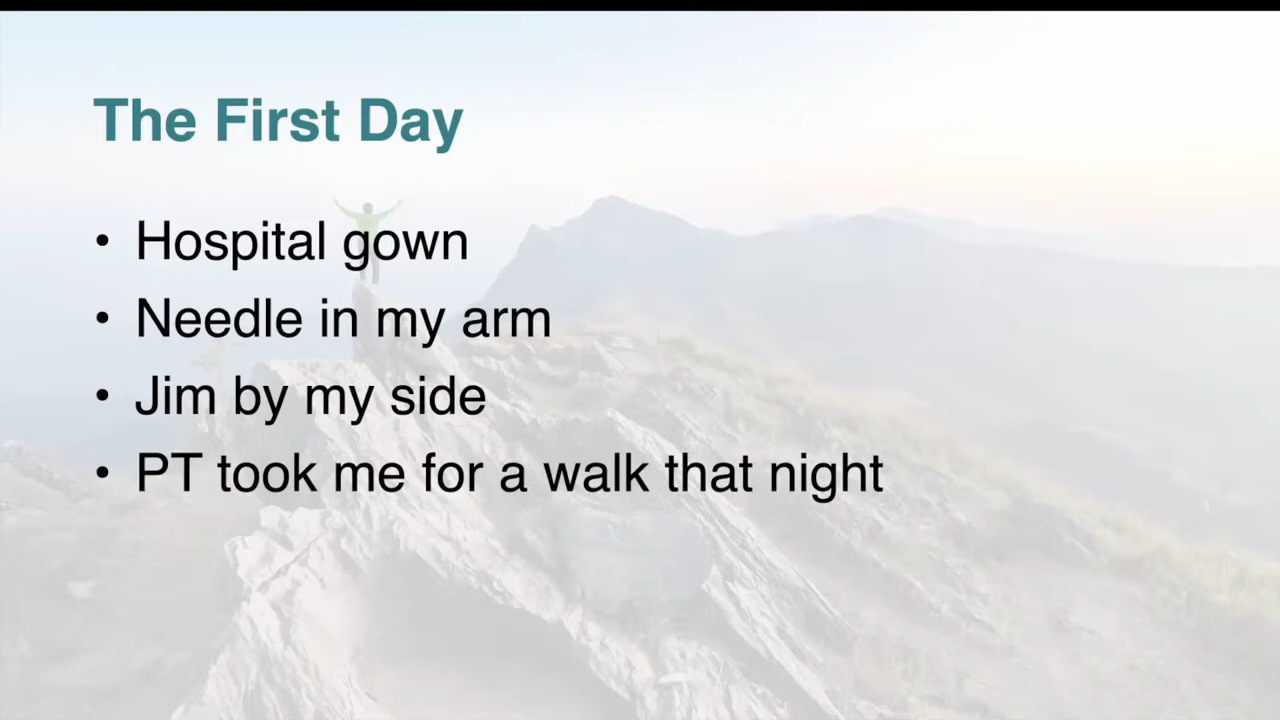 The First Day
• Hospital gown
• Needle in my arm
• Jim by my side
• PT took me for a walk that night